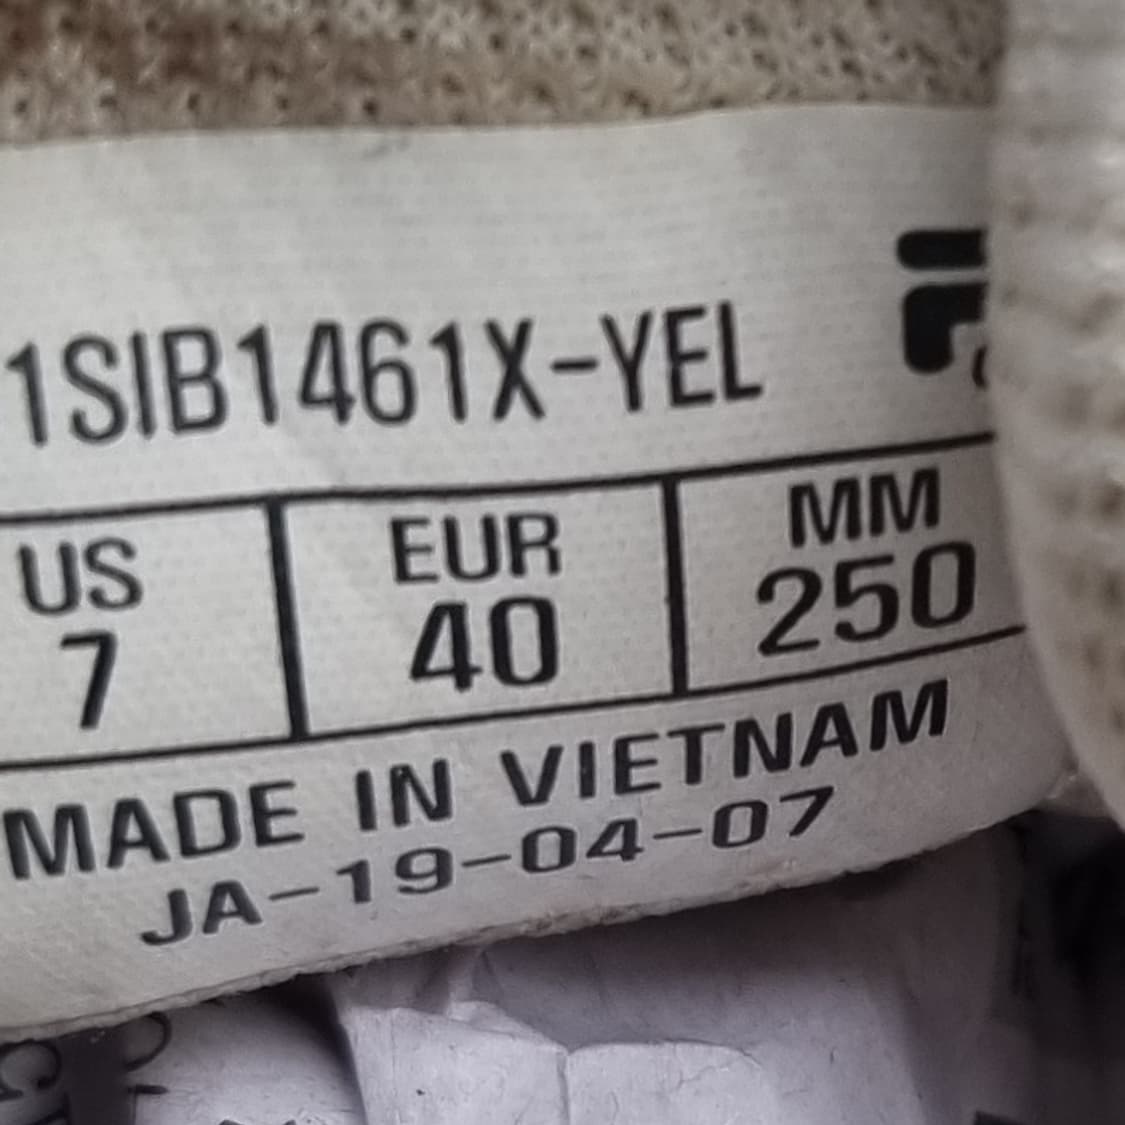 1SIB1461X-YEL
US EUR MM
7 40 250
MADE IN VIETNAM
JA-19-04-07